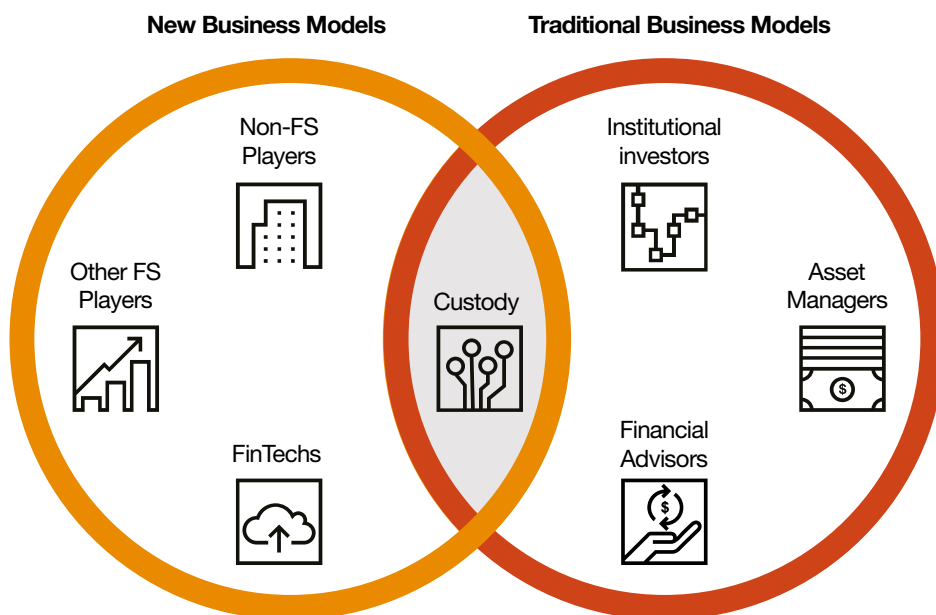 New Business Models
Traditional Business Models
Non-FS
Players
Institutional
investors
Other FS
Players
Custody
Asset
Managers
$
FinTechs
Financial
Advisors
$